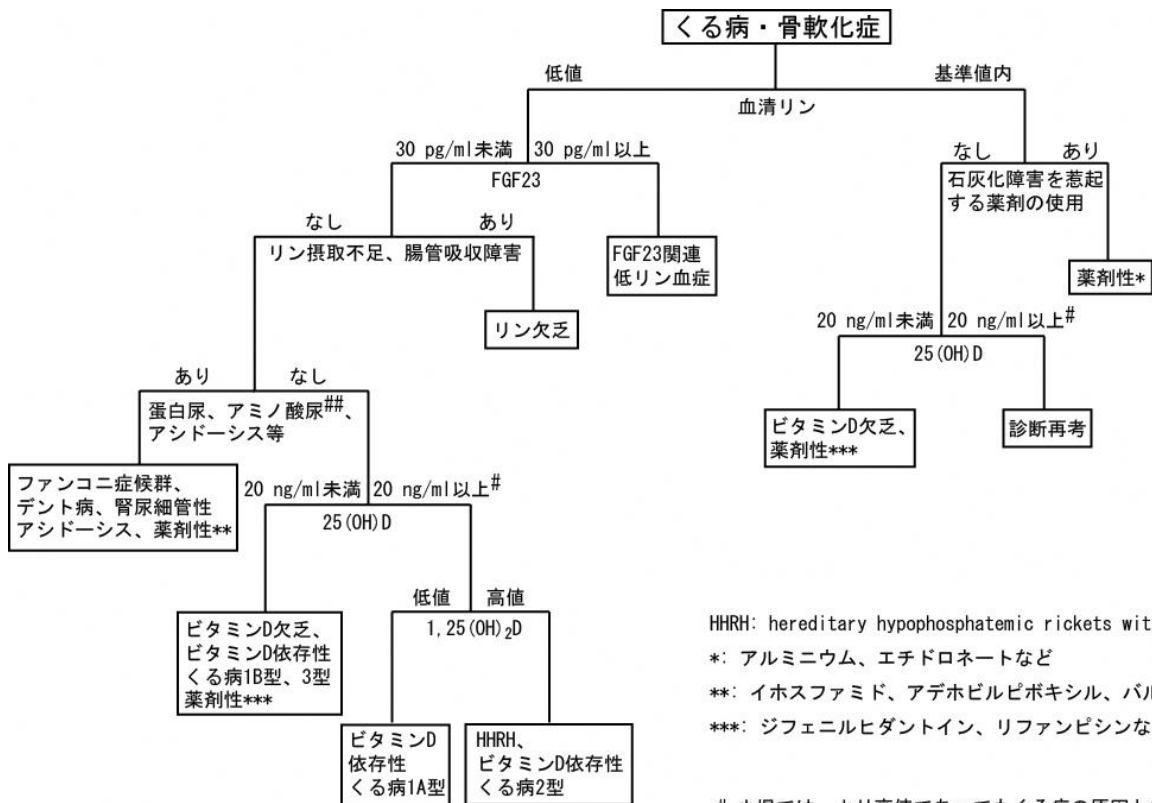 くる病・骨軟化症
低値
基準値内
血清リン
30 pg/ml未満
30 pg/ml以上
FGF23
なし
あり
石灰化障害を惹起
する薬剤の使用
なし
あり
リン摂取不足、腸管吸収障害
FGF23関連
低リン血症
薬剤性*
リン欠乏
20 ng/ml未満
20 ng/ml以上#
25(OH)D
あり
なし
蛋白尿、アミノ酸尿##、
アシドーシス等
ビタミンD欠乏、
薬剤性***
診断再考
ファンコニ症候群、
デント病、腎尿細管性
アシドーシス、薬剤性**
20 ng/ml未満
20 ng/ml以上#
25(OH)D
低値
高値
1,25(OH)₂D
ビタミンD欠乏、
ビタミンD依存性
くる病1B型、3型
薬剤性***
ビタミンD
依存性
くる病1A型
HHRH、
ビタミンD依存性
くる病2型
HHRH: hereditary hypophosphatemic rickets wit
*: アルミニウム、エチドロネートなど
**: イホスファミド、アデホビルピボキシル、バル
***: ジフェニルヒダントイン、リファンピシンな